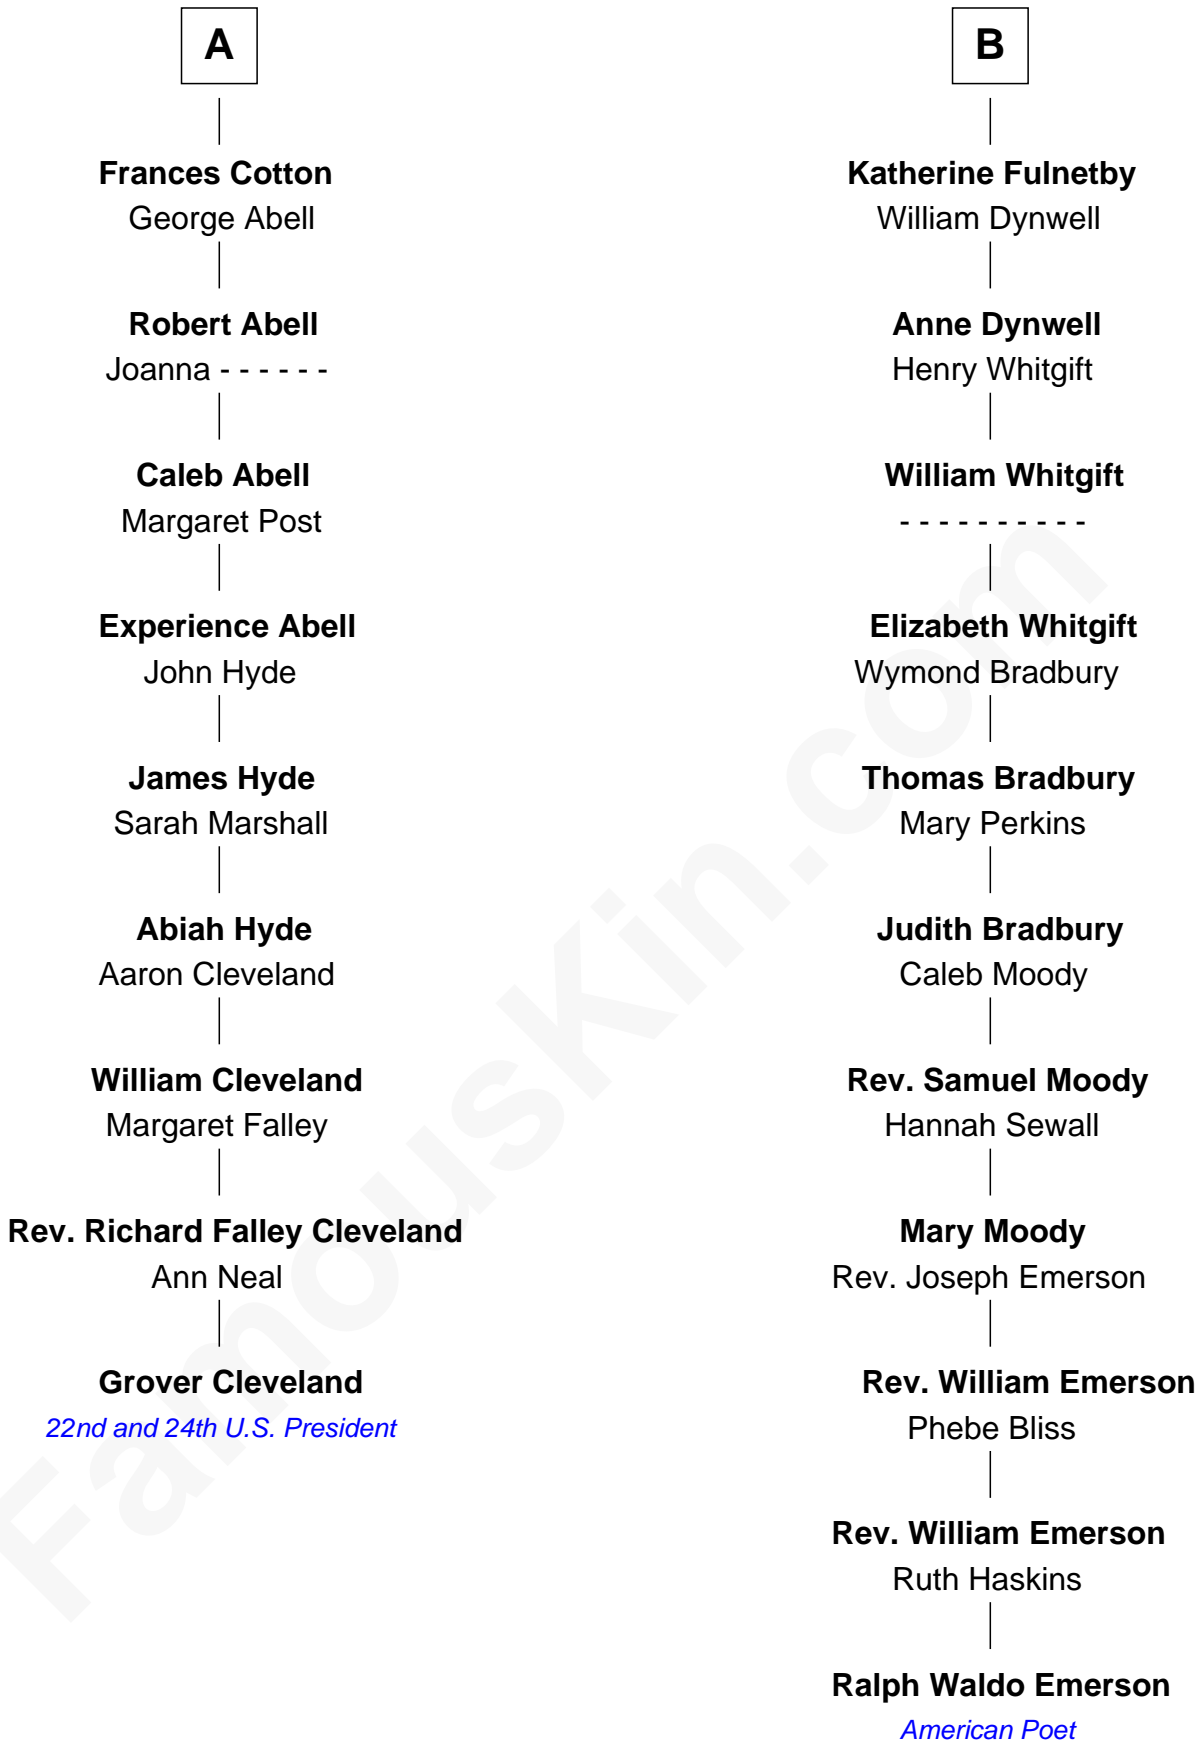 A
Frances Cotton
George Abell
Robert Abell
Joanna - - - - - -
Caleb Abell
Margaret Post
Experience Abell
John Hyde
James Hyde
Sarah Marshall
Abiah Hyde
Aaron Cleveland
William Cleveland
Margaret Falley
Rev. Richard Falley Cleveland
Ann Neal
Grover Cleveland
22nd and 24th U.S. President
B
Katherine Fulnetby
William Dynwell
Anne Dynwell
Henry Whitgift
William Whitgift
- - - - - - - - - -
Elizabeth Whitgift
Wymond Bradbury
Thomas Bradbury
Mary Perkins
Judith Bradbury
Caleb Moody
Rev. Samuel Moody
Hannah Sewall
Mary Moody
Rev. Joseph Emerson
Rev. William Emerson
Phebe Bliss
Rev. William Emerson
Ruth Haskins
Ralph Waldo Emerson
American Poet
FamousKin.com